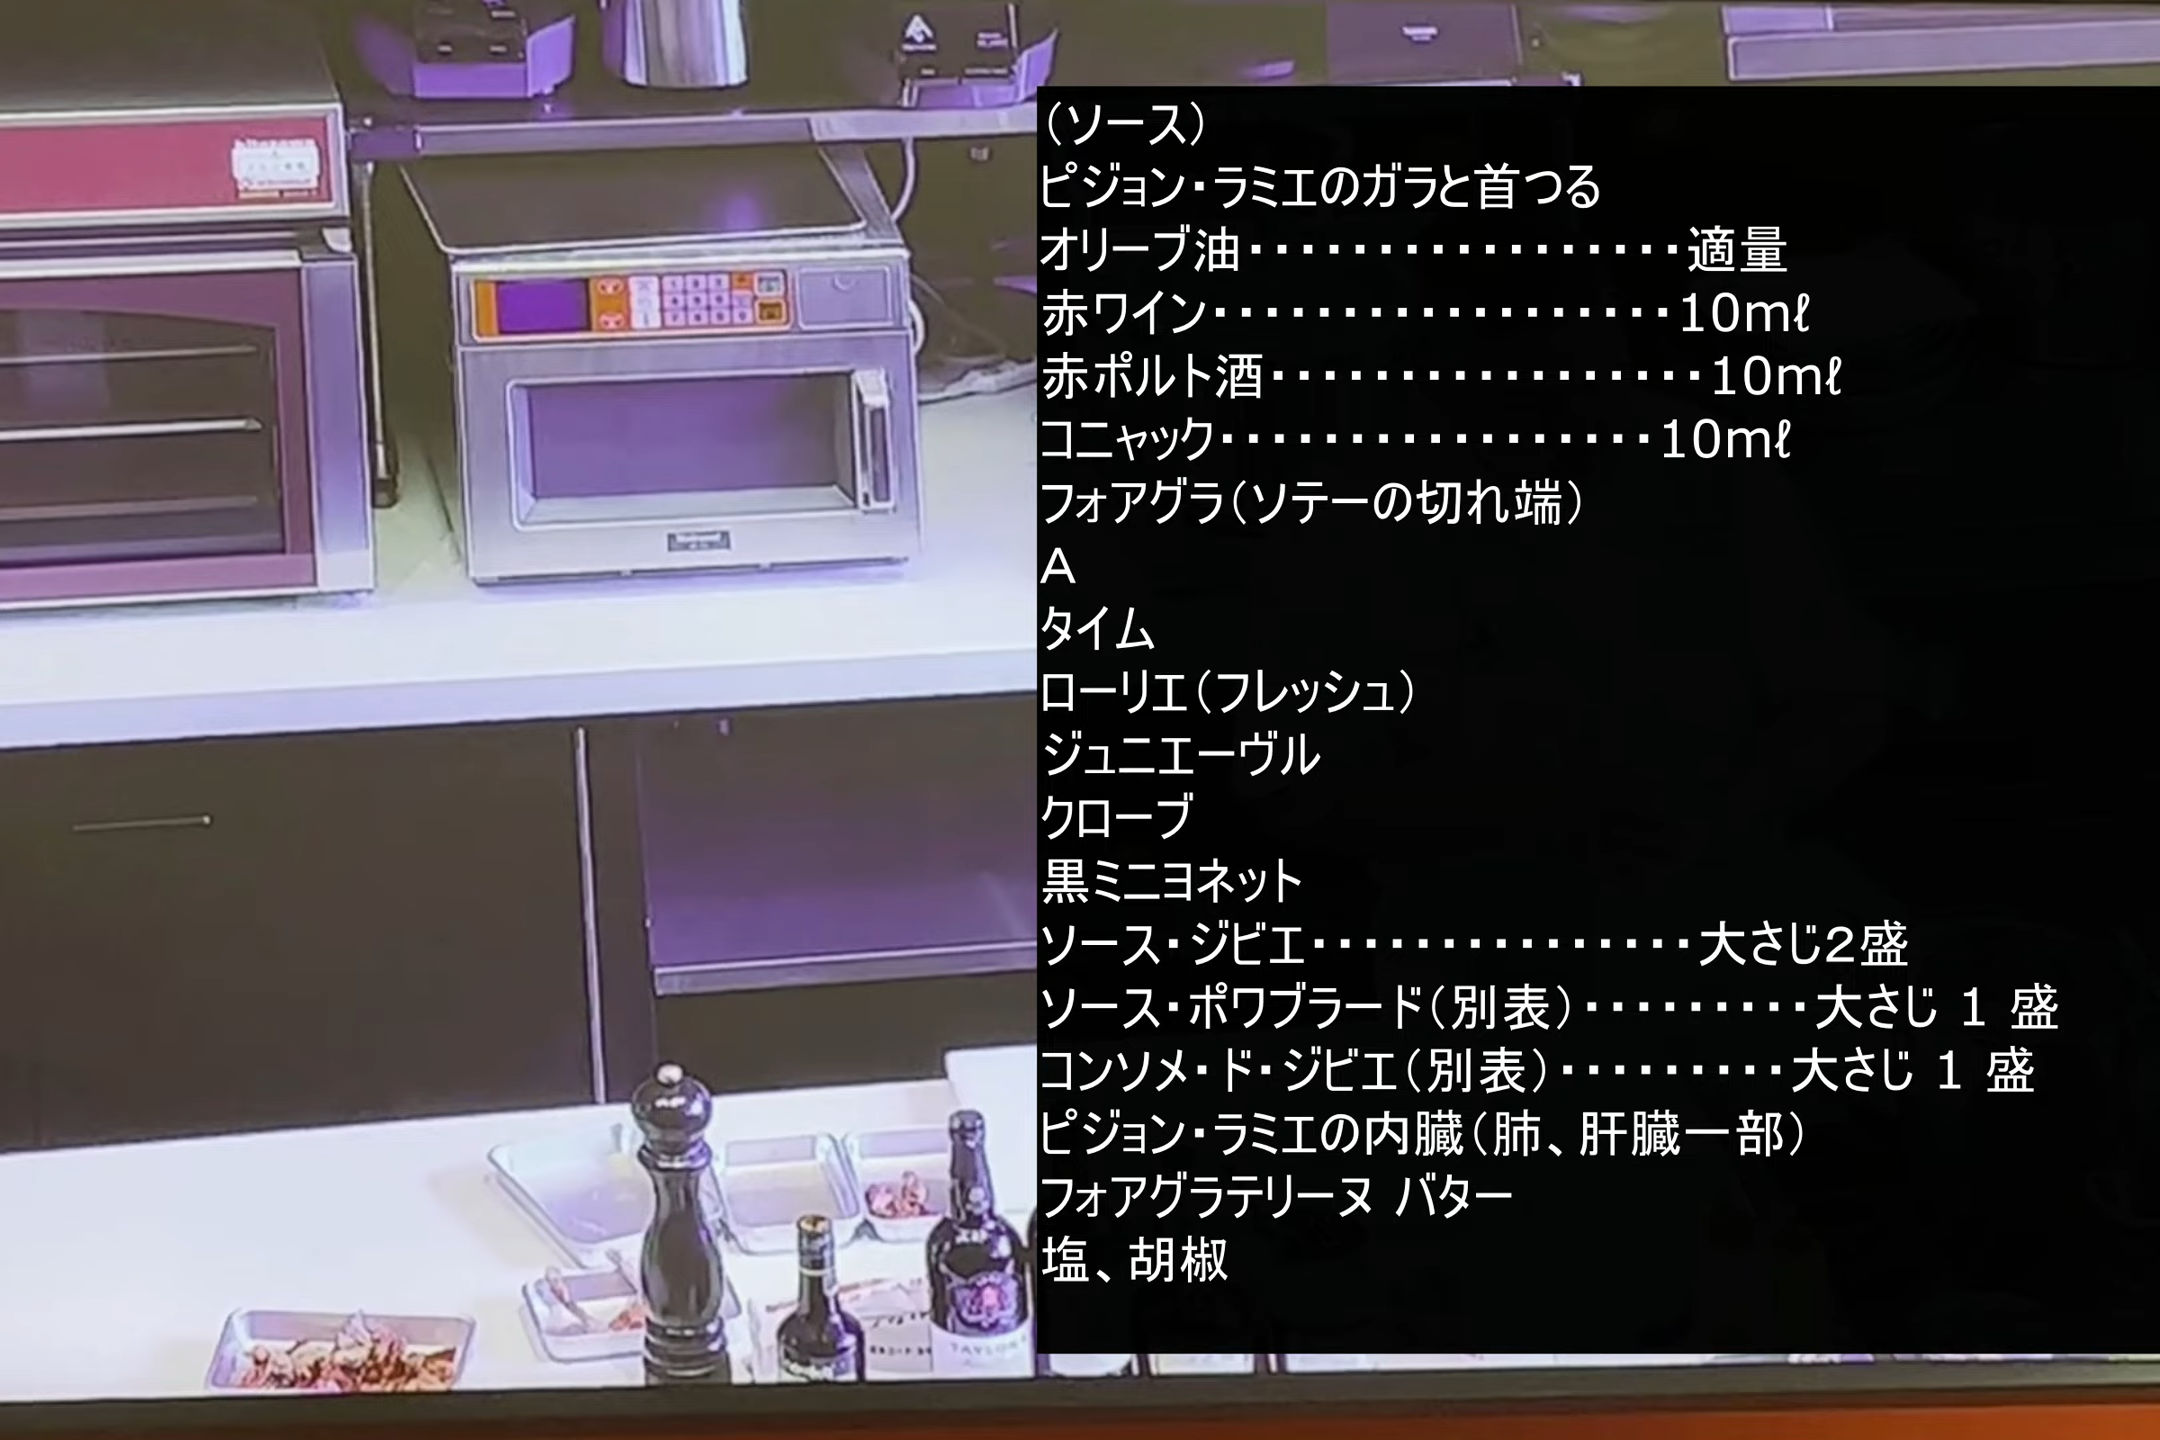 （ソース）
ピジョン・ラミエのガラと首つる
オリーブ油・・・・・・・・・・・・・・・・・適量
赤ワイン・・・・・・・・・・・・・・・・・・10mℓ
赤ポルト酒・・・・・・・・・・・・・・・・・10mℓ
コニャック・・・・・・・・・・・・・・・・・10mℓ
フォアグラ（ソテーの切れ端）
A
タイム
ローリエ（フレッシュ）
ジュニエーヴル
クローブ
黒ミニヨネット
ソース・ジビエ・・・・・・・・・・・・・・・大さじ２盛
ソース・ポワブラード（別表）・・・・・・・・・大さじ 1 盛
コンソメ・ド・ジビエ（別表）・・・・・・・・・大さじ 1 盛
ピジョン・ラミエの内臓（肺、肝臓一部）
フォアグラテリーヌ バター
塩、胡椒
TAYLOR